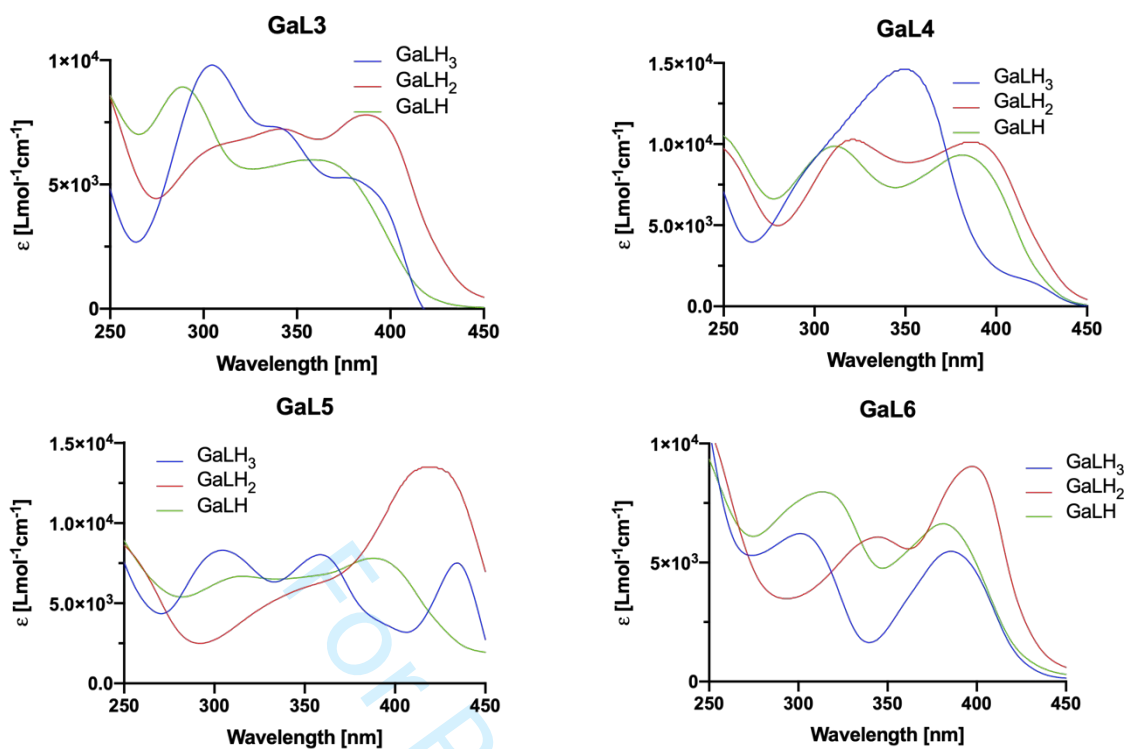 GaL3
GaLH₃
GaLH₂
GaLH
1×10⁴
5×10³
0
ε [Lmol⁻¹cm⁻¹]
250 300 350 400 450
Wavelength [nm]
GaL4
GaLH₃
GaLH₂
GaLH
1.5×10⁴
1.0×10⁴
5.0×10³
0.0
ε [Lmol⁻¹cm⁻¹]
250 300 350 400 450
Wavelength [nm]
GaL5
GaLH₃
GaLH₂
GaLH
1.5×10⁴
1.0×10⁴
5.0×10³
0.0
ε [Lmol⁻¹cm⁻¹]
250 300 350 400 450
Wavelength [nm]
GaL6
GaLH₃
GaLH₂
GaLH
1×10⁴
5×10³
0
ε [Lmol⁻¹cm⁻¹]
250 300 350 400 450
Wavelength [nm]
For